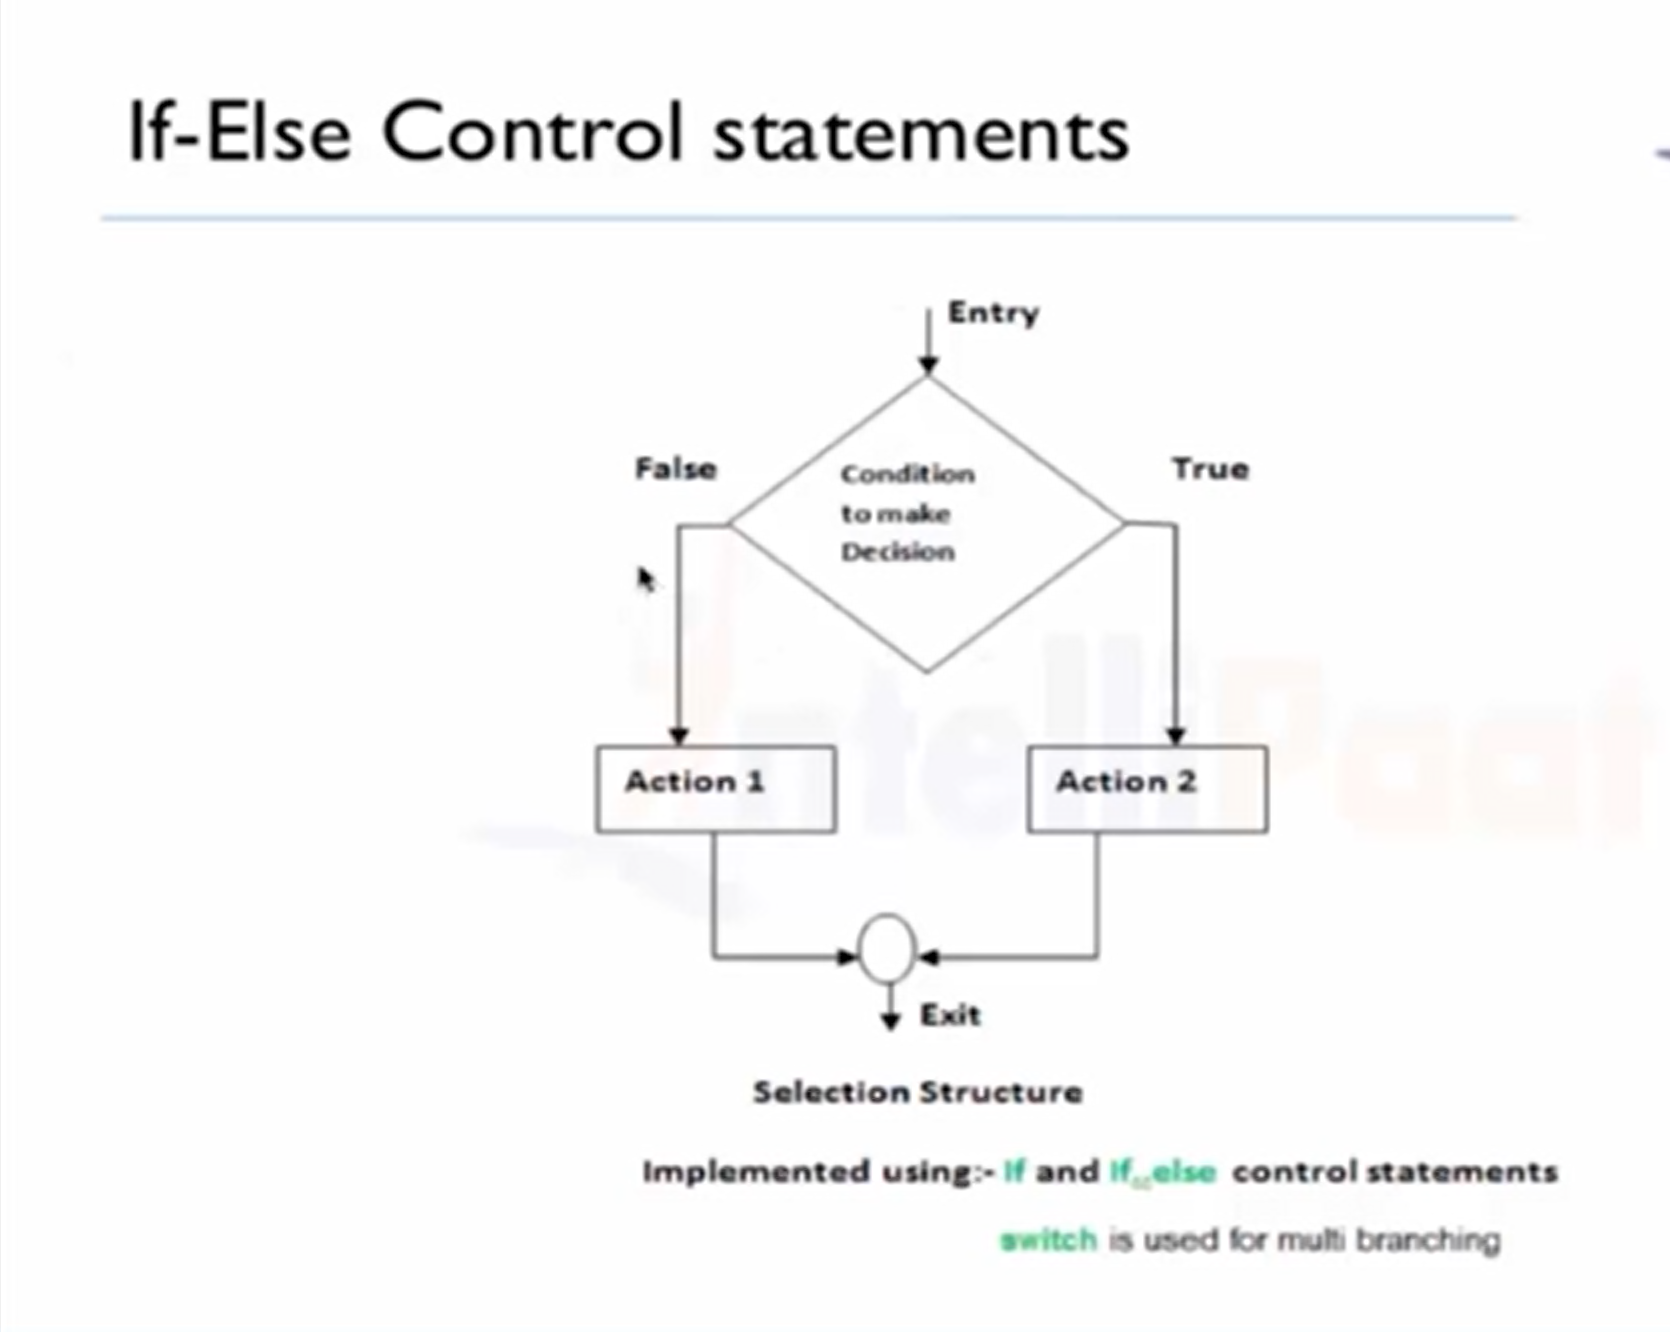 If-Else Control statements
Entry
False
True
Condition
to make
Decision
Action 1
Action 2
Exit
Selection Structure
Implemented using:- If and If..else control statements
switch is used for multi branching
IntelliPaat